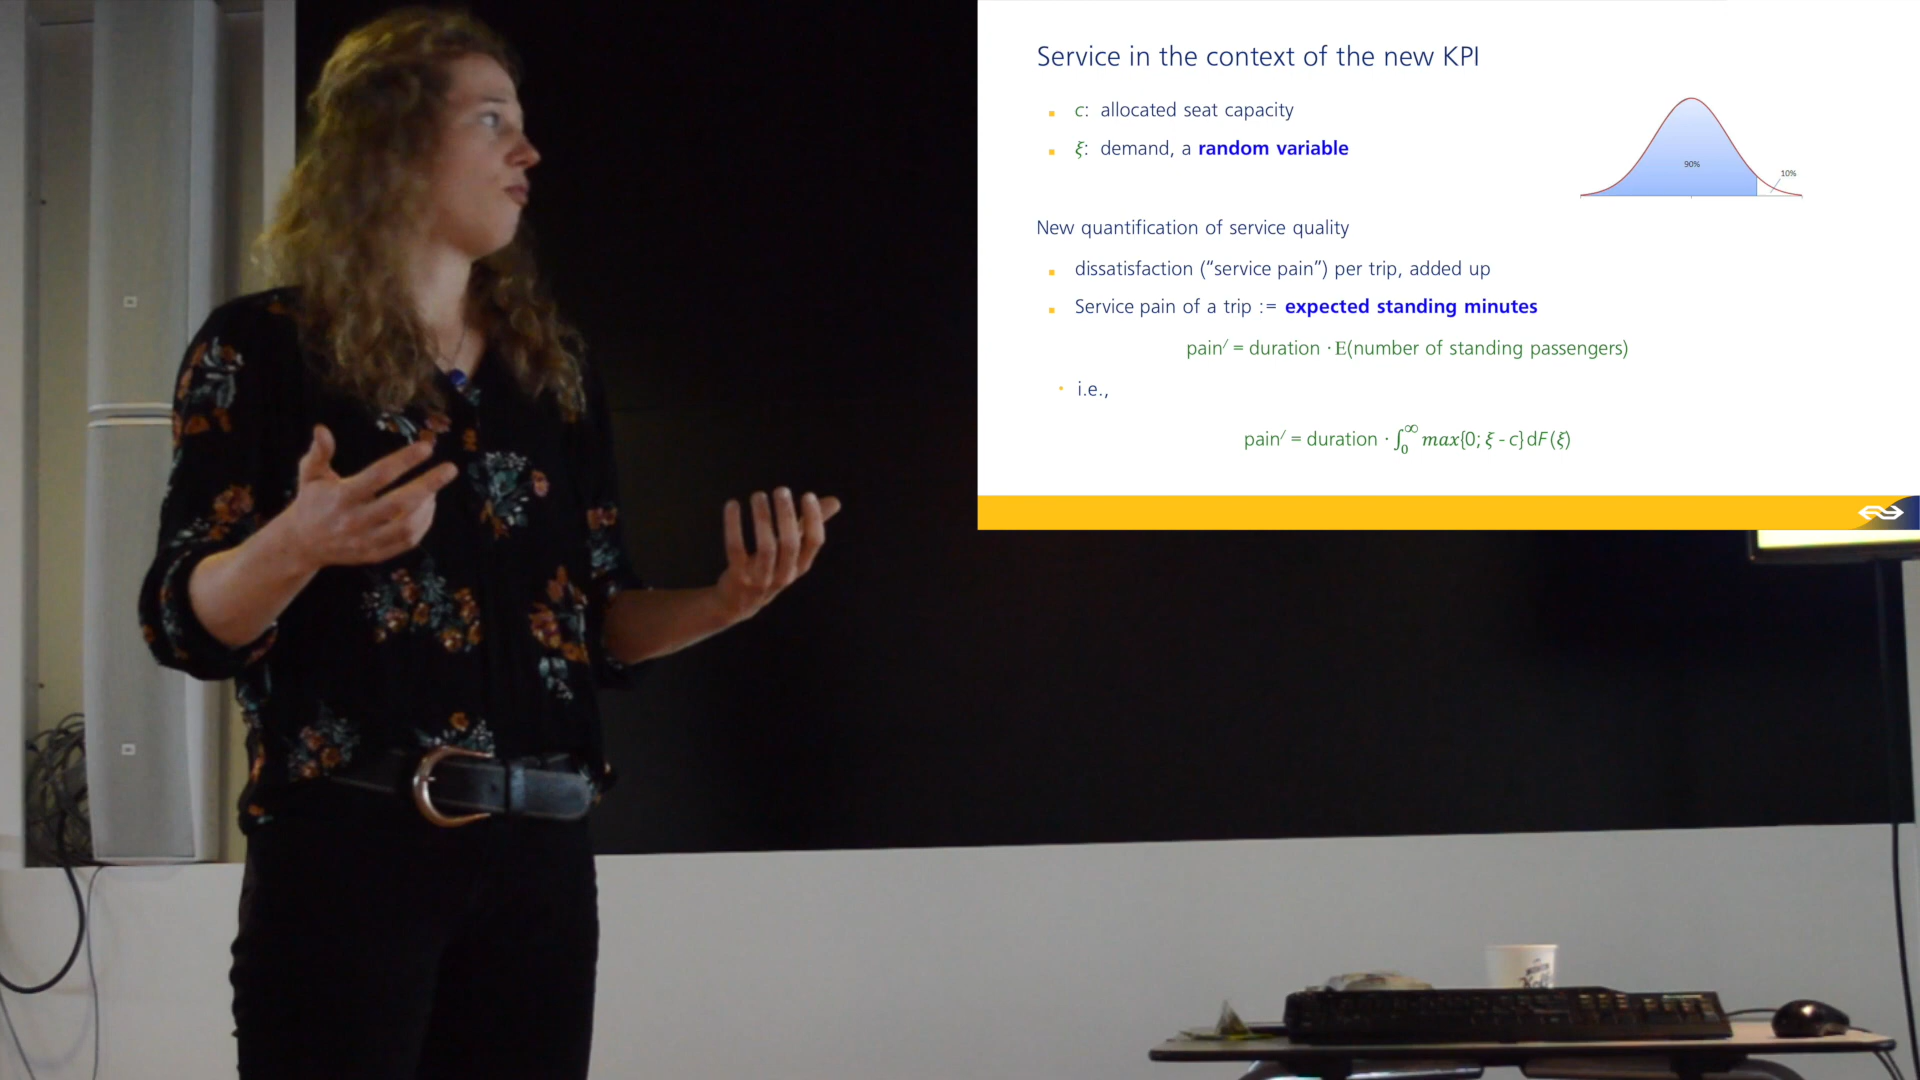 Service in the context of the new KPI
c: allocated seat capacity
ξ: demand, a random variable
90%
10%
New quantification of service quality
dissatisfaction (“service pain”) per trip, added up
Service pain of a trip := expected standing minutes
pain′ = duration · E(number of standing passengers)
i.e.,
pain′ = duration · ∫₀^∞ max{0; ξ - c} dF(ξ)